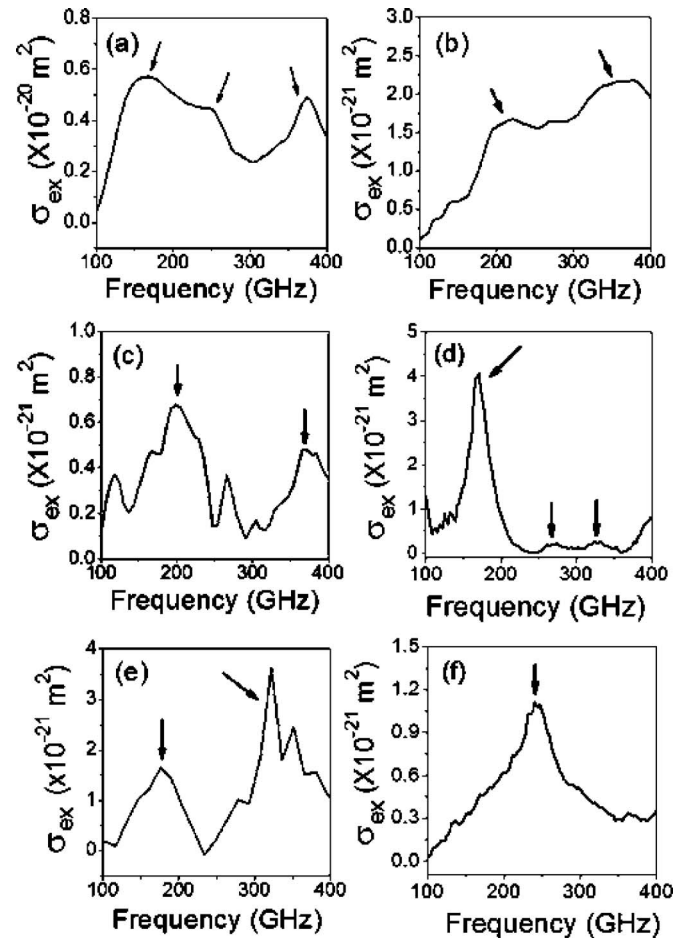 (a)
σex (X10-20 m2)
0.8
0.6
0.4
0.2
0.0
100 200 300 400
Frequency (GHz)
(b)
σex (X10-21 m2)
3.0
2.5
2.0
1.5
1.0
0.5
0.0
100 200 300 400
Frequency (GHz)
(c)
σex (X10-21 m2)
1.0
0.8
0.6
0.4
0.2
0.0
100 200 300 400
Frequency (GHz)
(d)
σex (X10-21 m2)
5
4
3
2
1
0
100 200 300 400
Frequency (GHz)
(e)
σex (x10-21 m2)
4
3
2
1
0
100 200 300 400
Frequency (GHz)
(f)
σex (X10-21 m2)
1.5
1.2
0.9
0.6
0.3
0.0
100 200 300 400
Frequency (GHz)